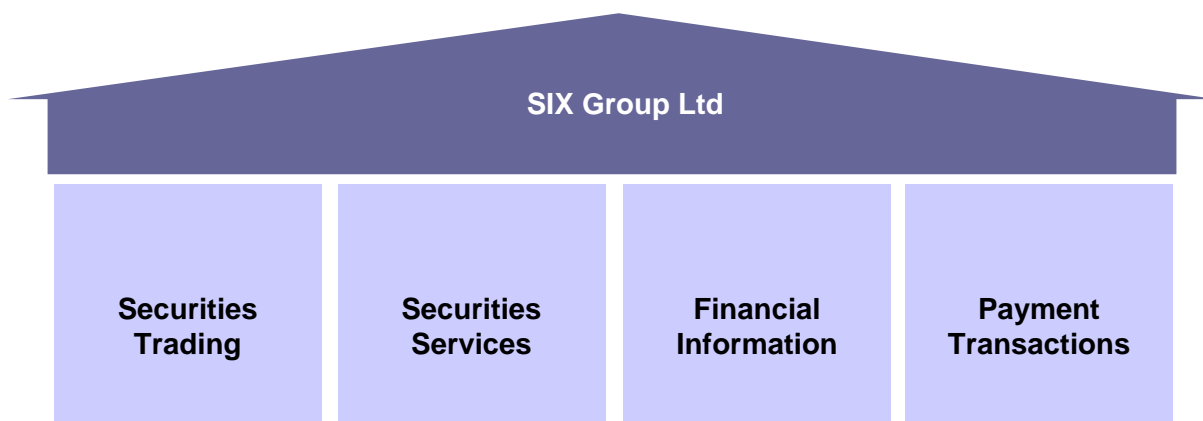 SIX Group Ltd
Securities
Trading
Securities
Services
Financial
Information
Payment
Transactions